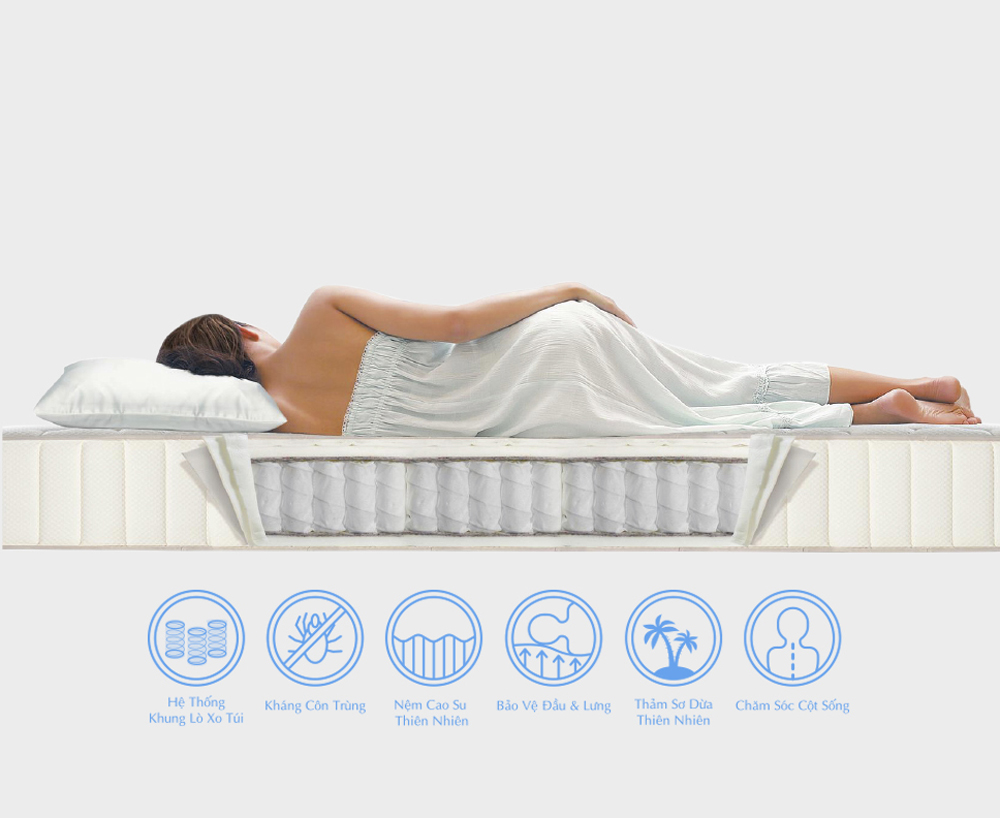 Hệ Thống
Khung Lò Xo Túi
Kháng Côn Trùng
Nệm Cao Su
Thiên Nhiên
Bảo Vệ Đầu & Lưng
Thảm Sơ Dừa
Thiên Nhiên
Chăm Sóc Cột Sống